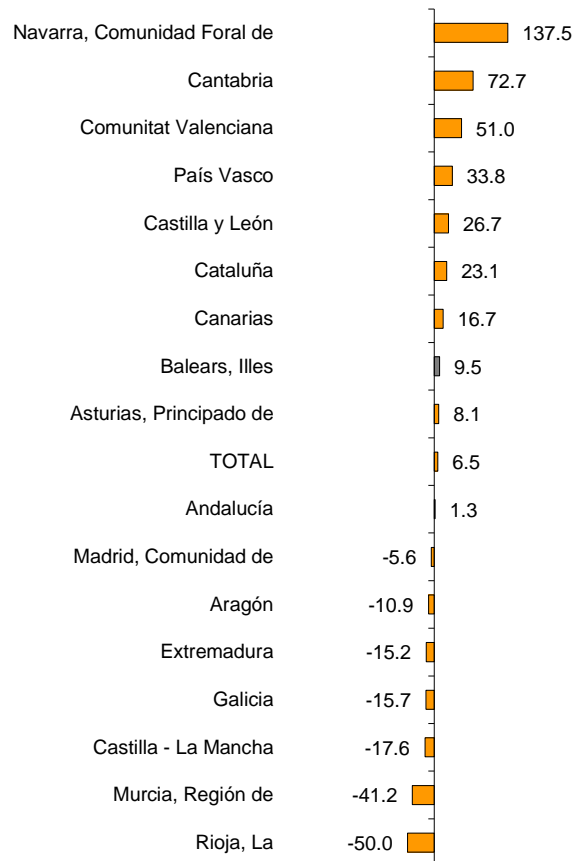 Navarra, Comunidad Foral de 137.5
Cantabria 72.7
Comunitat Valenciana 51.0
País Vasco 33.8
Castilla y León 26.7
Cataluña 23.1
Canarias 16.7
Balears, Illes 9.5
Asturias, Principado de 8.1
TOTAL 6.5
Andalucía 1.3
Madrid, Comunidad de -5.6
Aragón -10.9
Extremadura -15.2
Galicia -15.7
Castilla - La Mancha -17.6
Murcia, Región de -41.2
Rioja, La -50.0